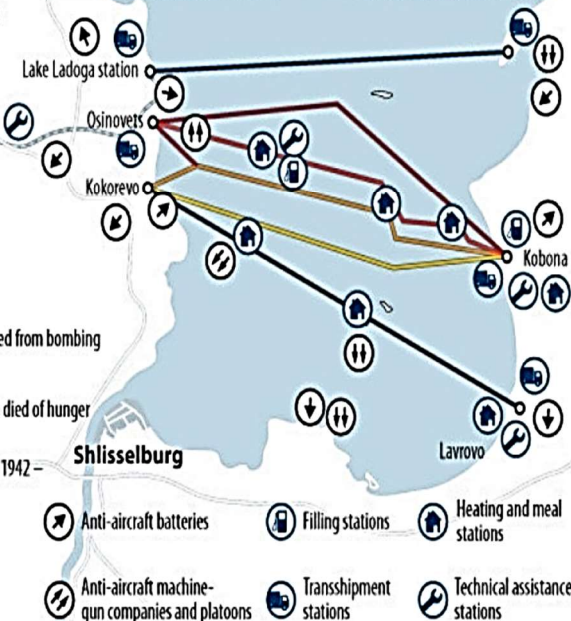 Lake Ladoga station
Osinovets
Kokorevo
Kobona
ed from bombing
died of hunger
1942 –
Shlisselburg
Lavrovo
Anti-aircraft batteries
Filling stations
Heating and meal
stations
Anti-aircraft machine-
gun companies and platoons
Transshipment
stations
Technical assistance
stations